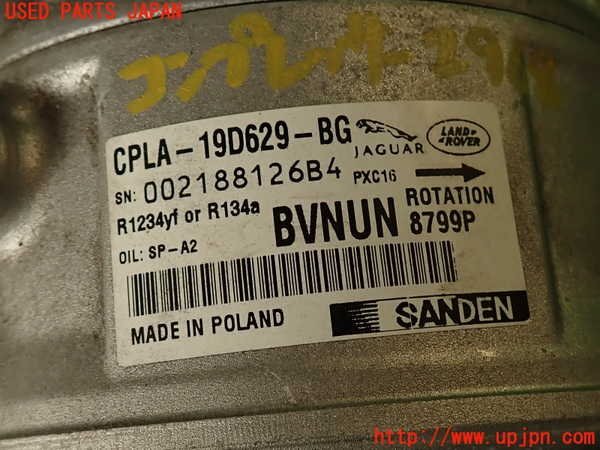 USED PARTS JAPAN
コンプレッサー 2918
CPLA-19D629-BG
JAGUAR
LAND ROVER
SN: 002188126B4
PXC16
R1234yf or R134a
BVNUN
ROTATION
8799P
OIL: SP-A2
MADE IN POLAND
SANDEN
http://www.upjpn.com/